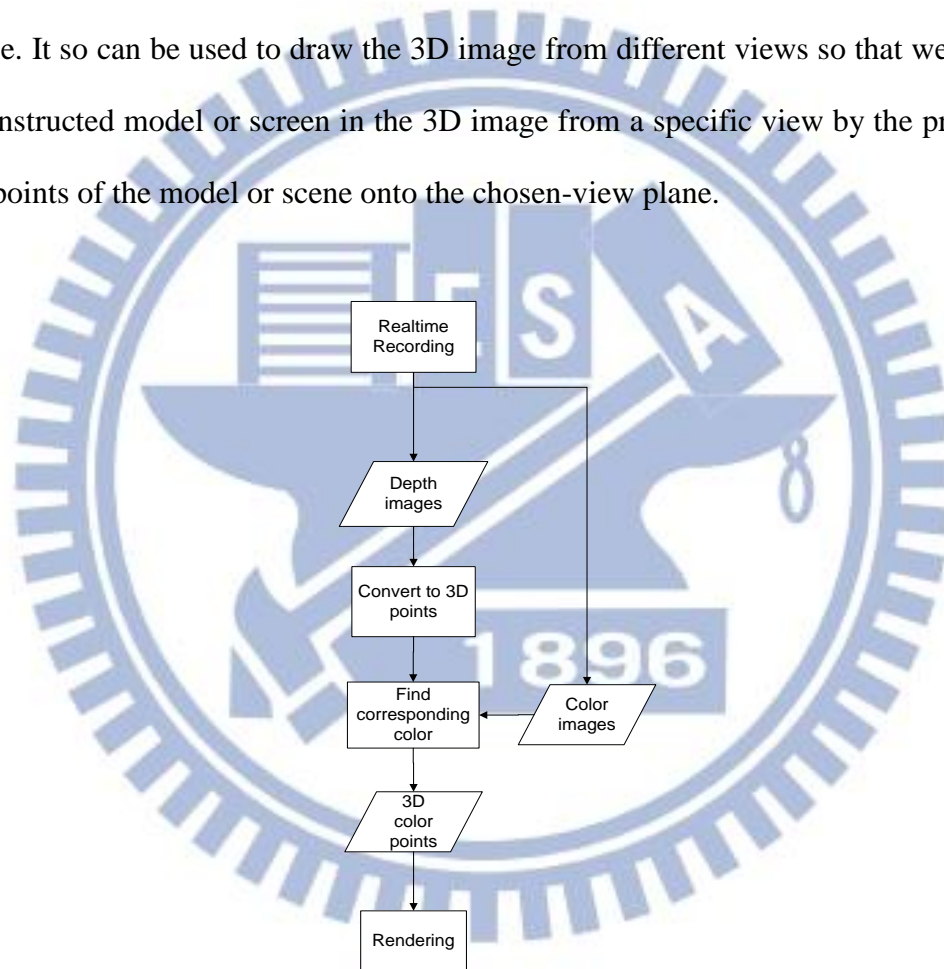 e. It so can be used to draw the 3D image from different views so that we
nstructed model or screen in the 3D image from a specific view by the pr
points of the model or scene onto the chosen-view plane.
E S A
Realtime
Recording
Depth
images
Convert to 3D
points
1896
Find
corresponding
color
Color
images
3D
color
points
Rendering